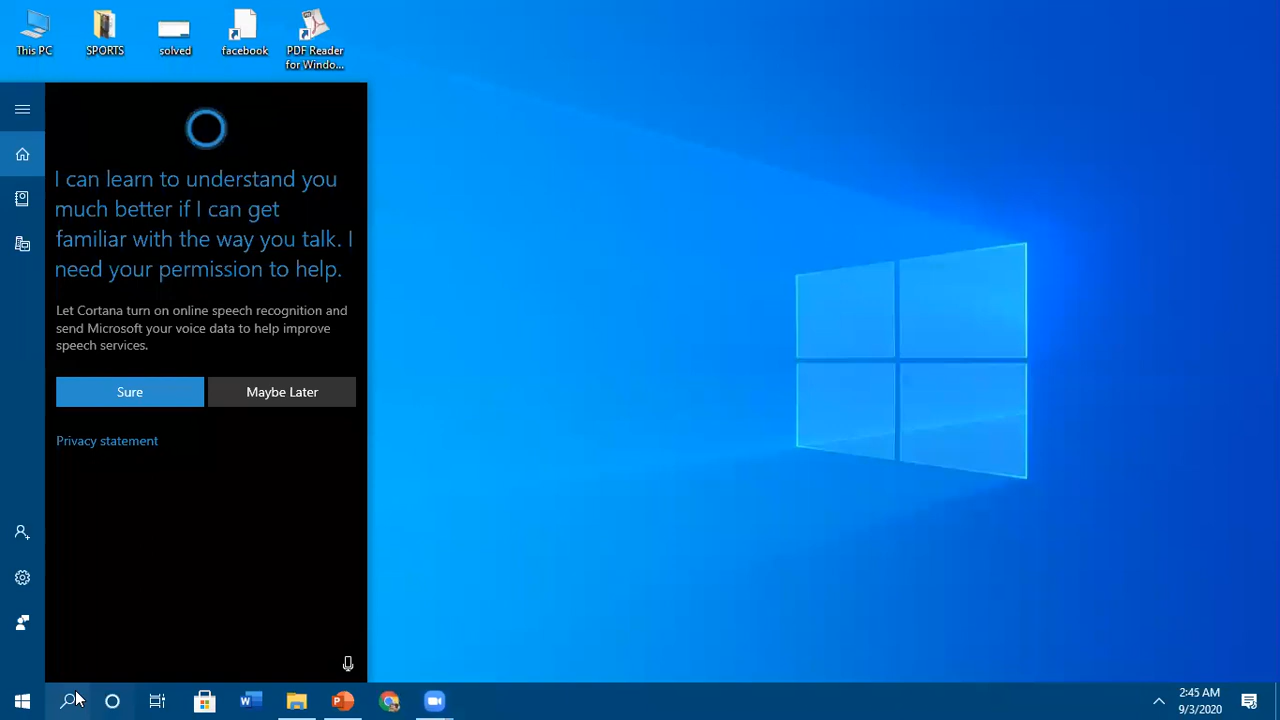 This PC
SPORTS
solved
facebook
PDF Reader
for Windo...
I can learn to understand you
much better if I can get
familiar with the way you talk. I
need your permission to help.
Let Cortana turn on online speech recognition and
send Microsoft your voice data to help improve
speech services.
Sure
Maybe Later
Privacy statement
2:45 AM
9/3/2020